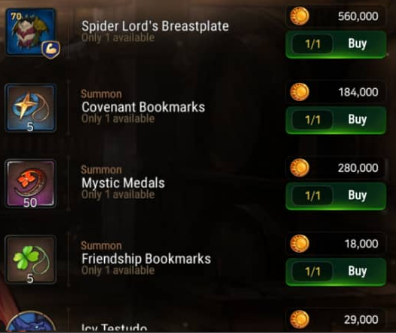 70
560,000
Spider Lord's Breastplate
Only 1 available
1/1 Buy
184,000
Summon
Covenant Bookmarks
Only 1 available
5
1/1 Buy
280,000
Summon
Mystic Medals
Only 1 available
50
1/1 Buy
18,000
Summon
Friendship Bookmarks
Only 1 available
5
1/1 Buy
29,000
Icy Testudo